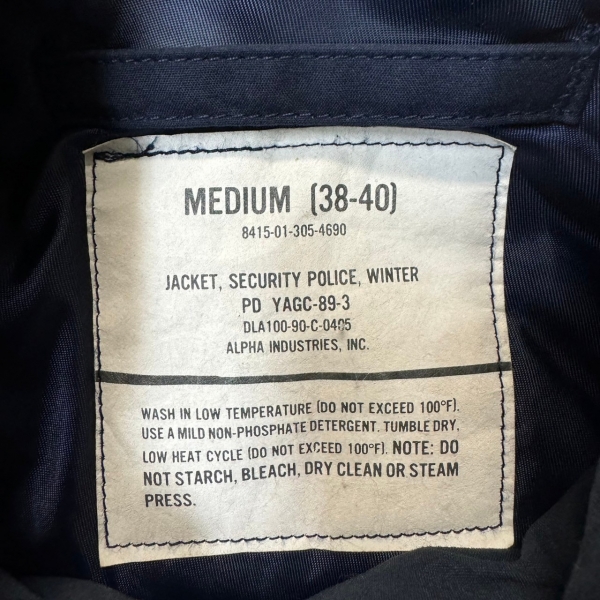 MEDIUM (38-40)
8415-01-305-4690
JACKET, SECURITY POLICE, WINTER
PD YAGC-89-3
DLA100-90-C-0405
ALPHA INDUSTRIES, INC.
WASH IN LOW TEMPERATURE (DO NOT EXCEED 100°F).
USE A MILD NON-PHOSPHATE DETERGENT. TUMBLE DRY,
LOW HEAT CYCLE (DO NOT EXCEED 100°F). NOTE: DO
NOT STARCH, BLEACH, DRY CLEAN OR STEAM
PRESS.